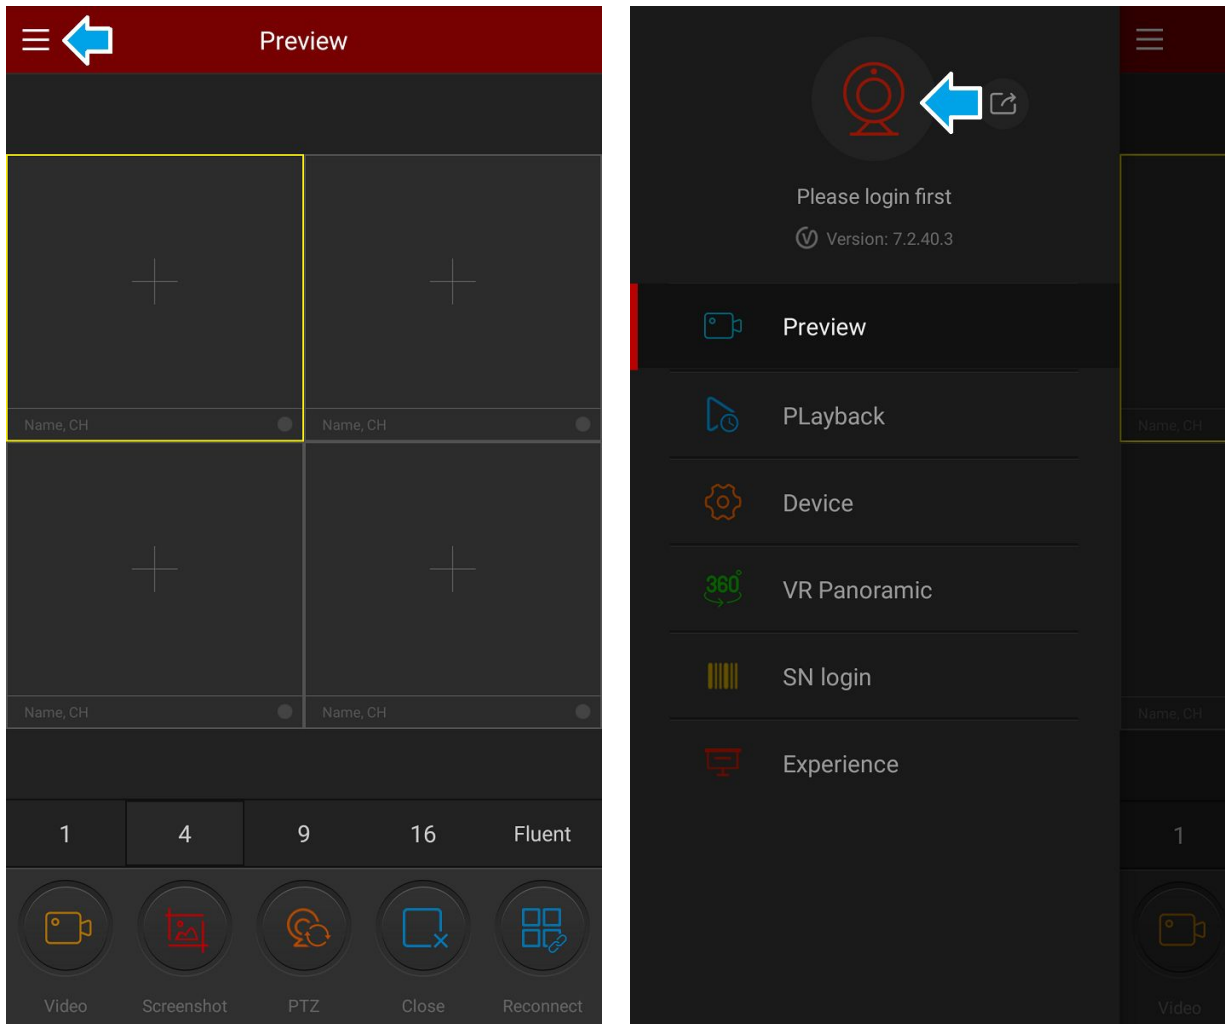 Preview
Name, CH
Name, CH
Name, CH
Name, CH
1
4
9
16
Fluent
Video
Screenshot
PTZ
Close
Reconnect
Please login first
Version: 7.2.40.3
Preview
PLayback
Device
360°
VR Panoramic
SN login
Experience
Name, CH
Name, CH
1
Video